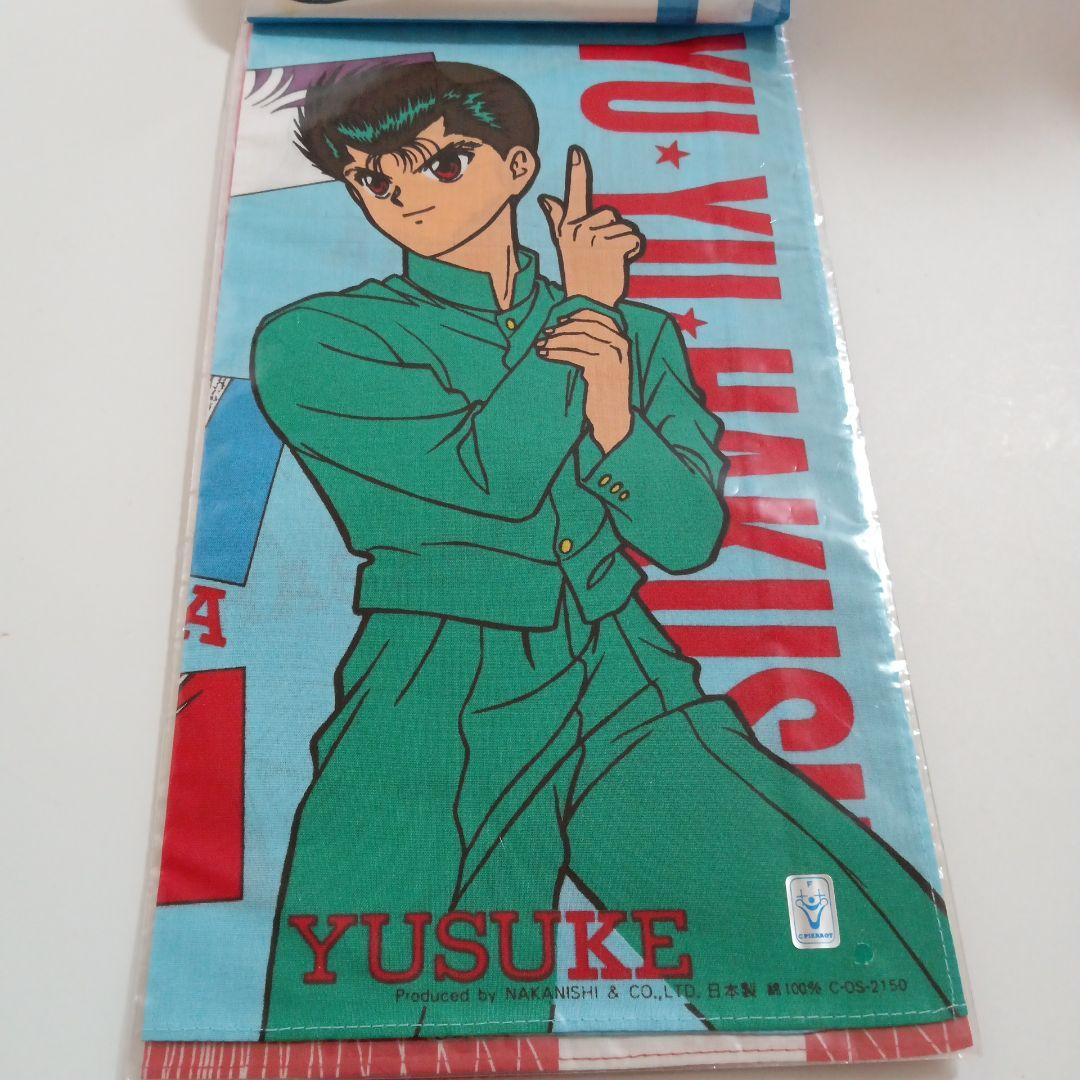 YU★YU★HAKUSH
A
YUSUKE
© PIERROT
Produced by NAKANISHI & CO.,LTD. 日本製 綿100% C-OS-2150